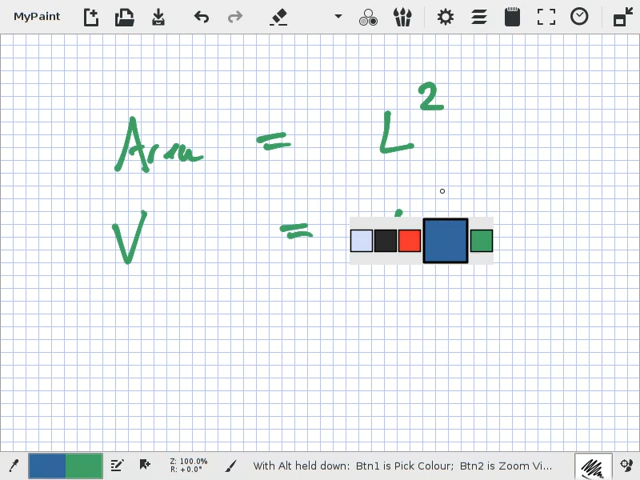 MyPaint
Area = L²
V =
Z: 100.0%
R: +0.0°
With Alt held down: Btn1 is Pick Colour; Btn2 is Zoom Vi...